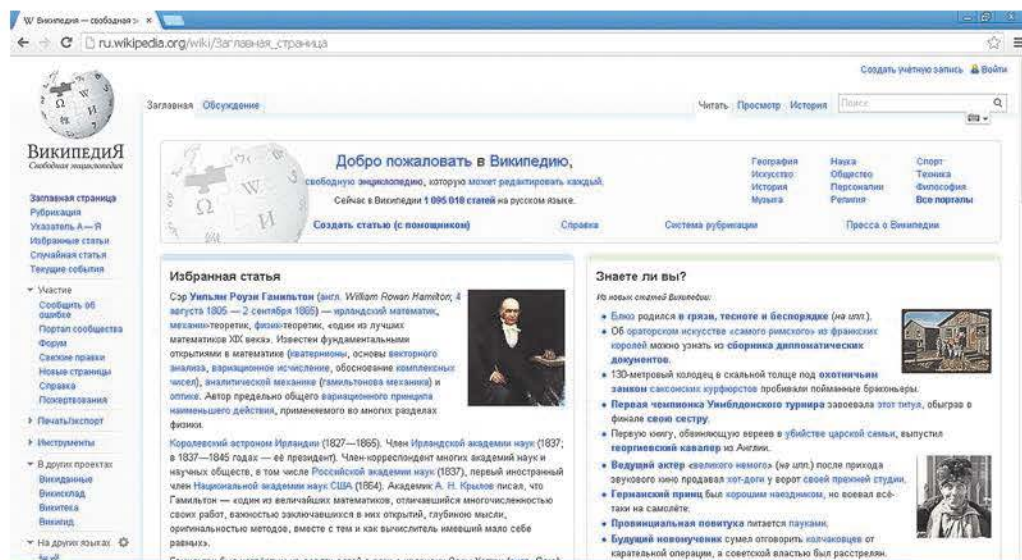 W Википедия — свободная э ×
ru.wikipedia.org/wiki/Заглавная_страница
Создать учётную запись Войти
Заглавная Обсуждение Читать Просмотр История Поиск
ВИКИПЕДИЯ
Свободная энциклопедия
Заглавная страница
Рубрикация
Указатель А — Я
Избранные статьи
Случайная статья
Текущие события
Участие
Сообщить об
ошибке
Портал сообщества
Форум
Свежие правки
Новые страницы
Справка
Пожертвования
Печать/экспорт
Инструменты
В других проектах
Викиданные
Викисклад
Викитека
Викигид
На других языках
Добро пожаловать в Википедию,
свободную энциклопедию, которую может редактировать каждый.
Сейчас в Википедии 1 095 018 статей на русском языке.
География Наука Спорт
Искусство Общество Техника
История Персоналии Философия
Музыка Религия Все порталы
Создать статью (с помощником) Справка Система рубрикации Пресса о Википедии
Избранная статья
Сэр Уильям Роуэн Гамильтон (англ. William Rowan Hamilton; 4
августа 1805 — 2 сентября 1865) — ирландский математик,
механик-теоретик, физик-теоретик, «один из лучших
математиков XIX века». Известен фундаментальными
открытиями в математике (кватернионы, основы векторного
анализа, вариационное исчисление, обоснование комплексных
чисел), аналитической механике (гамильтонова механика) и
оптике. Автор предельно общего вариационного принципа
наименьшего действия, применяемого во многих разделах
физики.
Королевский астроном Ирландии (1827—1865). Член Ирландской академии наук (1837;
в 1837—1845 годах — её президент). Член-корреспондент многих академий наук и
научных обществ, в том числе Российской академии наук (1837), первый иностранный
член Национальной академии наук США (1864). Академик А. Н. Крылов писал, что
Гамильтон — «один из величайших математиков, отличавшийся многочисленностью
своих работ, важностью заключавшихся в них открытий, глубиною мысли,
оригинальностью методов, вместе с тем и как вычислитель имевший мало себе
равных».
Знаете ли вы?
Из новых статей Википедии:
Блюз родился в грязи, тесноте и беспорядке (на илл.).
Об ораторском искусстве «самого римского» из франкских
королей можно узнать из сборника дипломатических
документов.
130-метровый колодец в скальной толще под охотничьим
замком саксонских курфюрстов пробивали пойманные браконьеры.
Первая чемпионка Уимблдонского турнира завоевала этот титул, обыграв в
финале свою сестру.
Первую книгу, обвиняющую евреев в убийстве царской семьи, выпустил
георгиевский кавалер из Англии.
Ведущий актёр «великого немого» (на илл.) после прихода
звукового кино продавал хот-доги у ворот своей прежней студии.
Германский принц был хорошим наездником, но воевал всё-
таки на самолёте.
Провинциальная повитуха питается пауками.
Будущий новомученик сумел отговорить колчаковцев от
карательной операции, а советской властью был расстрелян.